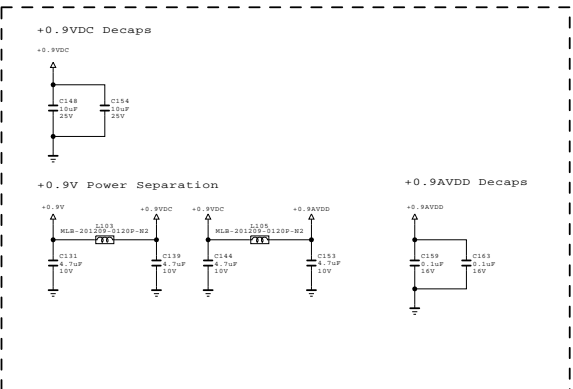 +0.9VDC Decaps
+0.9VDC
C148 C154
10uF 10uF
25V 25V
+0.9V Power Separation
+0.9AVDD Decaps
+0.9V +0.9VDC +0.9VDC +0.9AVDD +0.9AVDD
L103 L105
MLB-201209-0120P-N2 MLB-201209-0120P-N2
C131 C139 C144 C153 C159 C163
4.7uF 4.7uF 4.7uF 4.7uF 0.1uF 0.1uF
10V 10V 10V 10V 16V 16V